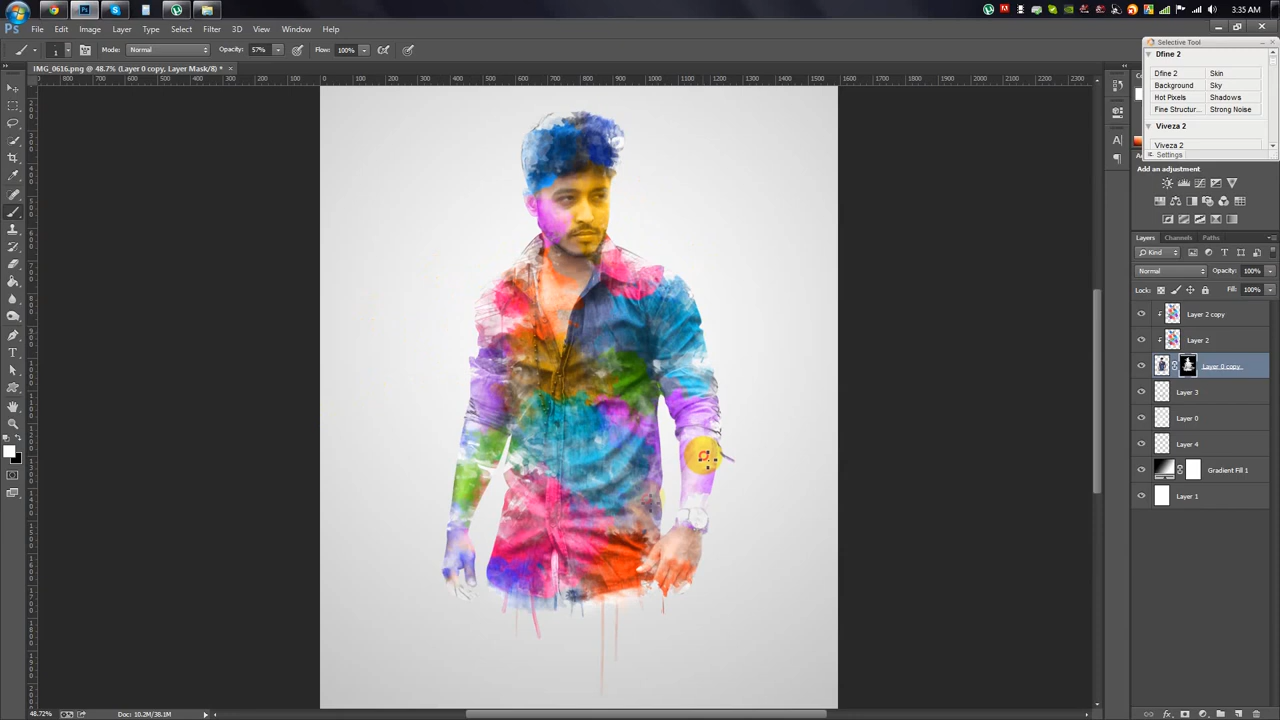 3:35 AM
Ps File Edit Image Layer Type Select Filter 3D View Window Help
1 Mode: Normal Opacity: 57% Flow: 100%
IMG_0616.png @ 48.7% (Layer 0 copy, Layer Mask/8) * ×
Selective Tool
Dfine 2
Dfine 2 Skin
Background Sky
Hot Pixels Shadows
Fine Structur... Strong Noise
Viveza 2
Viveza 2
Settings
Add an adjustment
Layers Channels Paths
Kind
Normal Opacity: 100%
Lock: Fill: 100%
Layer 2 copy
Layer 2
Layer 0 copy
Layer 3
Layer 0
Layer 4
Gradient Fill 1
Layer 1
48.72% Doc: 10.2M/38.1M